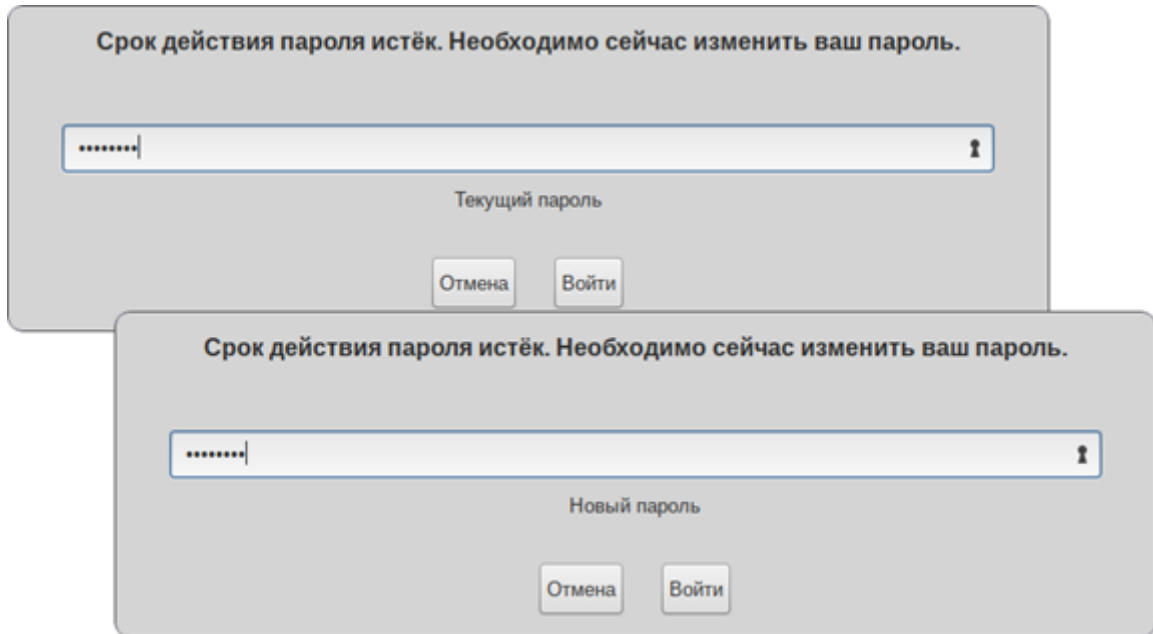 Срок действия пароля истёк. Необходимо сейчас изменить ваш пароль.
Текущий пароль
Отмена Войти
Срок действия пароля истёк. Необходимо сейчас изменить ваш пароль.
Новый пароль
Отмена Войти